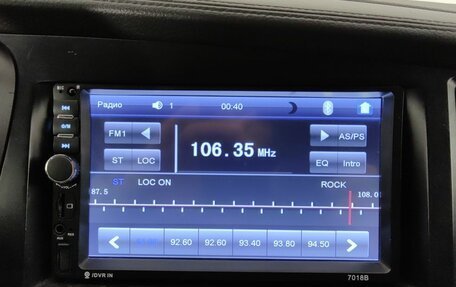 MIC
Радио 1 00:40
FM1 AS/PS
106.35 MHz
ST LOC EQ Intro
ST LOC ON ROCK
87.5 108.0
92.60 92.60 93.40 93.80 94.50
/DVR IN 7018B